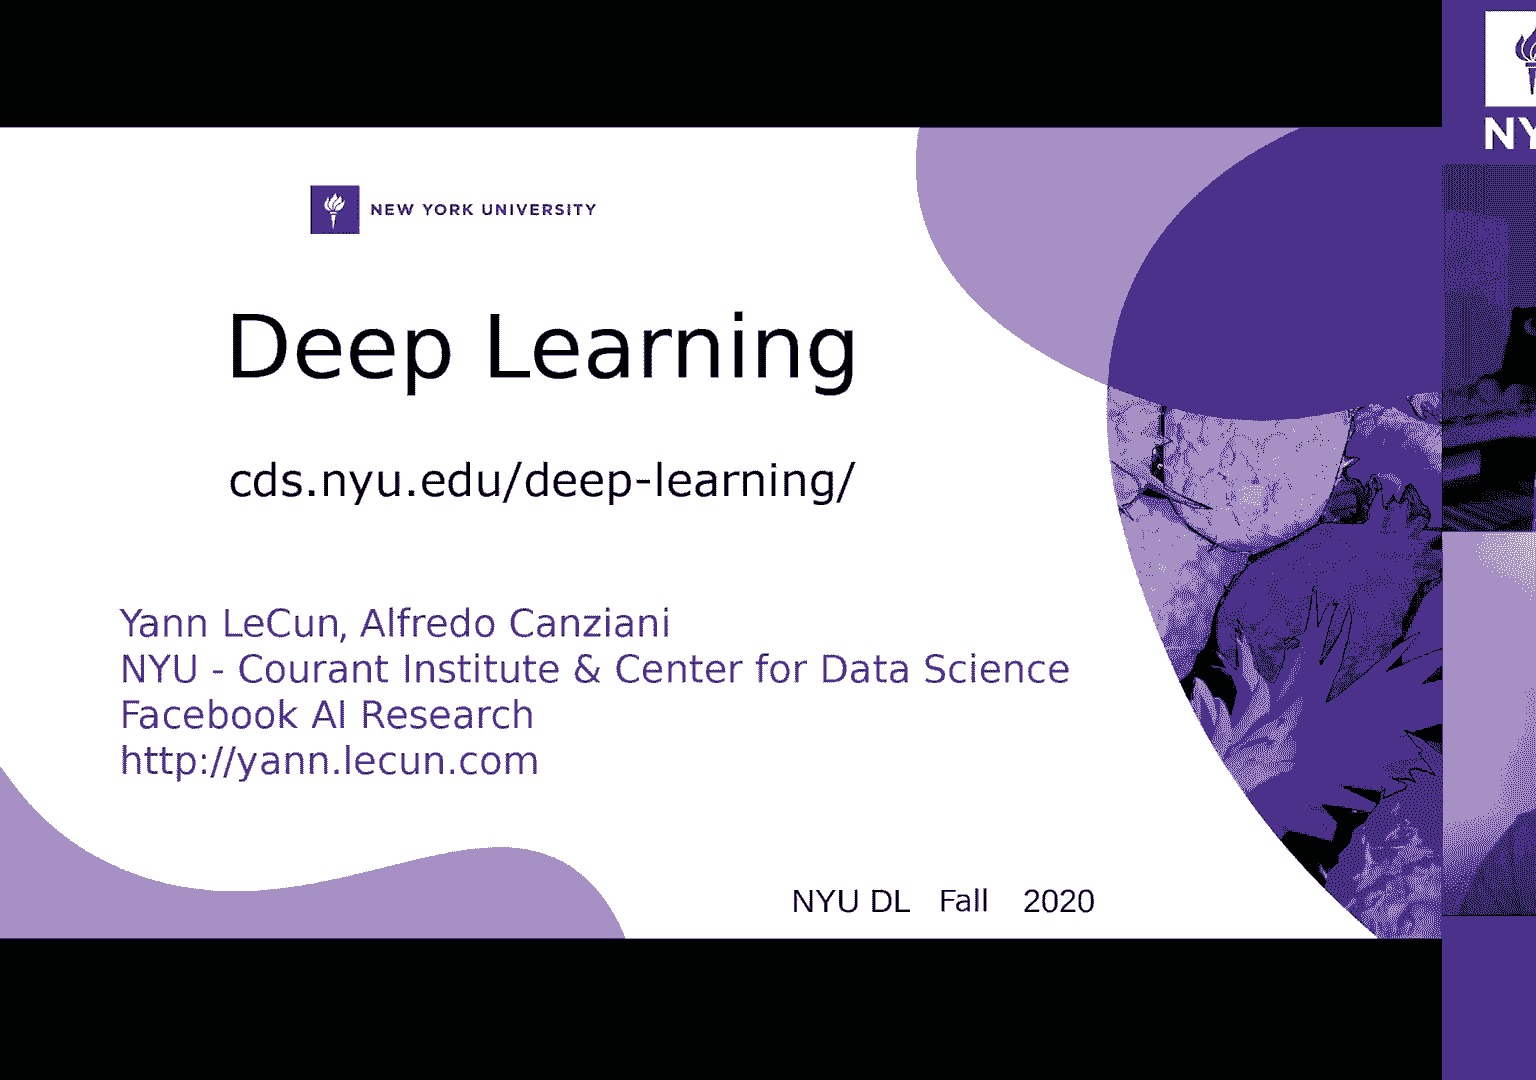 NEW YORK UNIVERSITY
Deep Learning
cds.nyu.edu/deep-learning/
Yann LeCun, Alfredo Canziani
NYU - Courant Institute & Center for Data Science
Facebook AI Research
http://yann.lecun.com
NYU DL Fall 2020